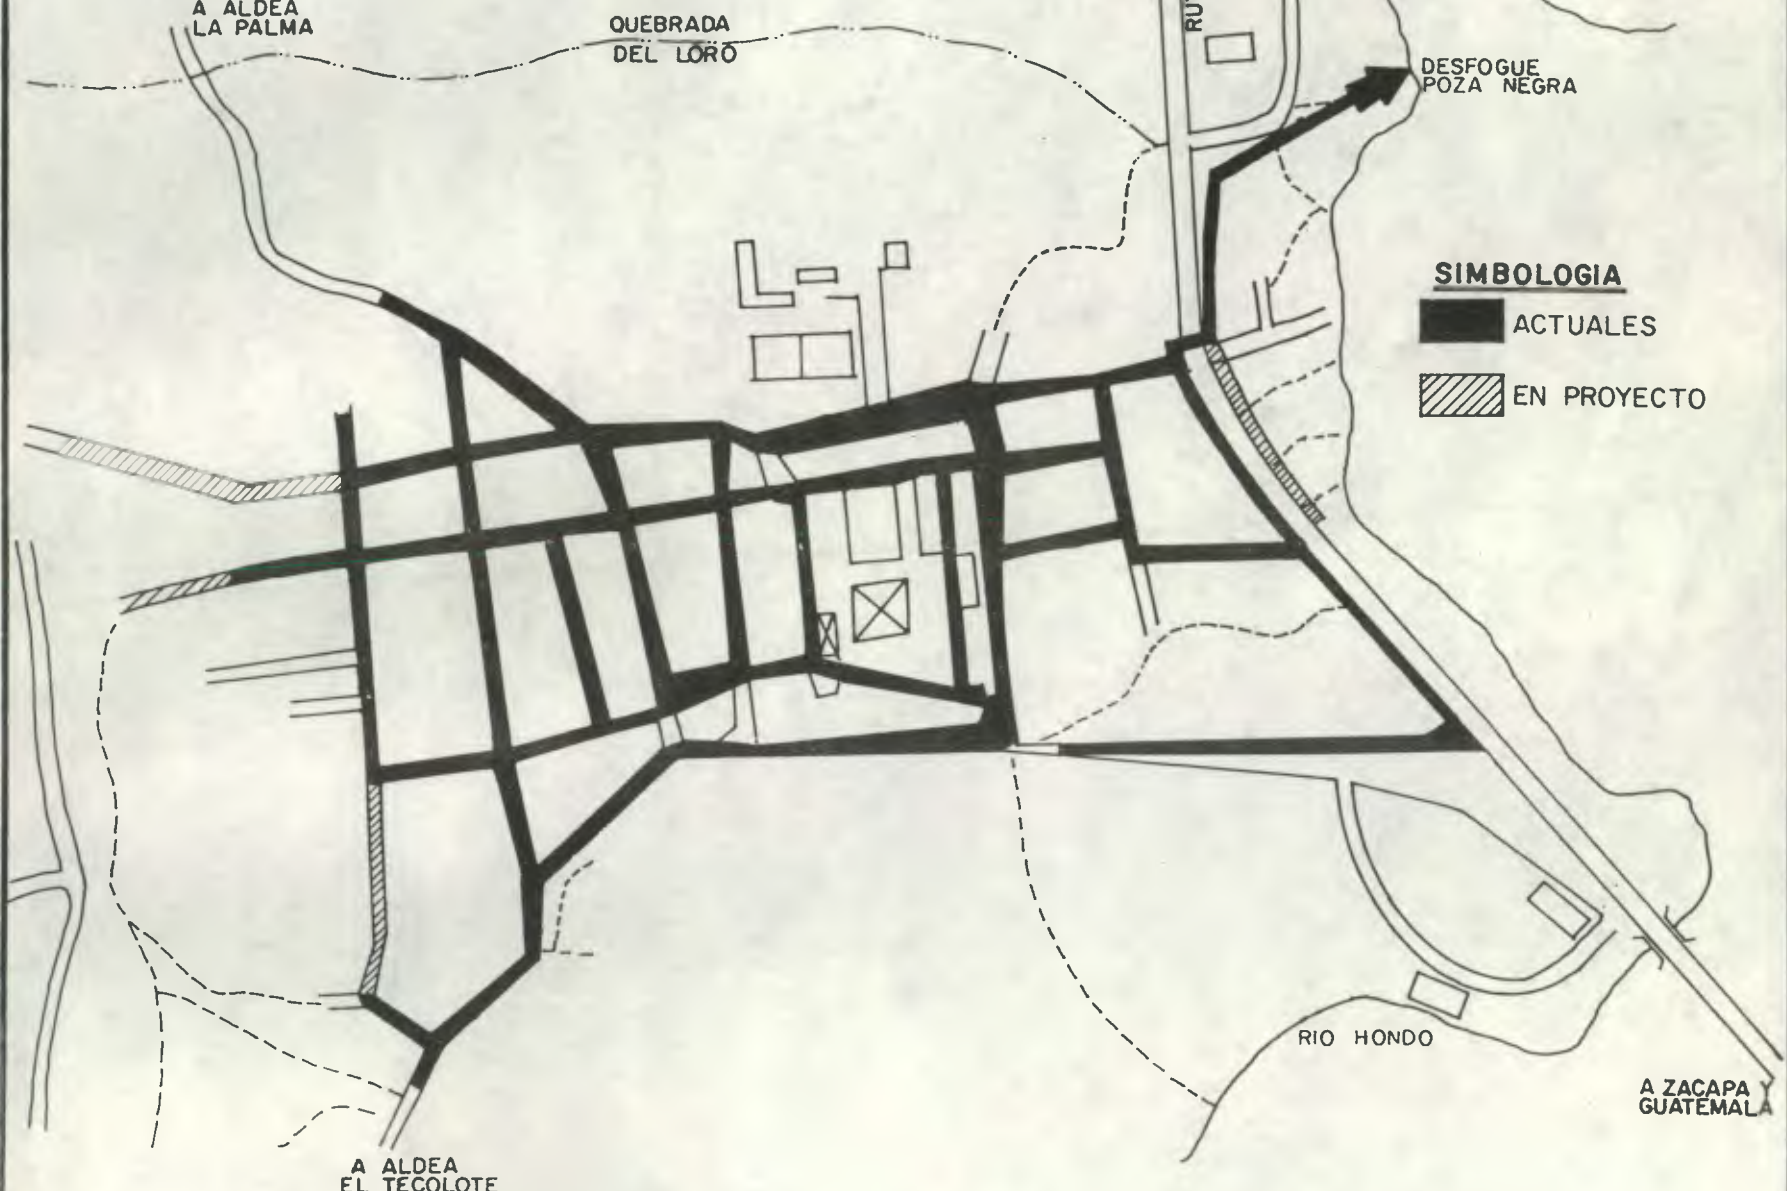 A ALDEA
LA PALMA
QUEBRADA
DEL LORO
DESFOGUE
POZA NEGRA
SIMBOLOGIA
ACTUALES
EN PROYECTO
RIO HONDO
A ZACAPA Y
GUATEMALA
A ALDEA
EL TECOLOTE